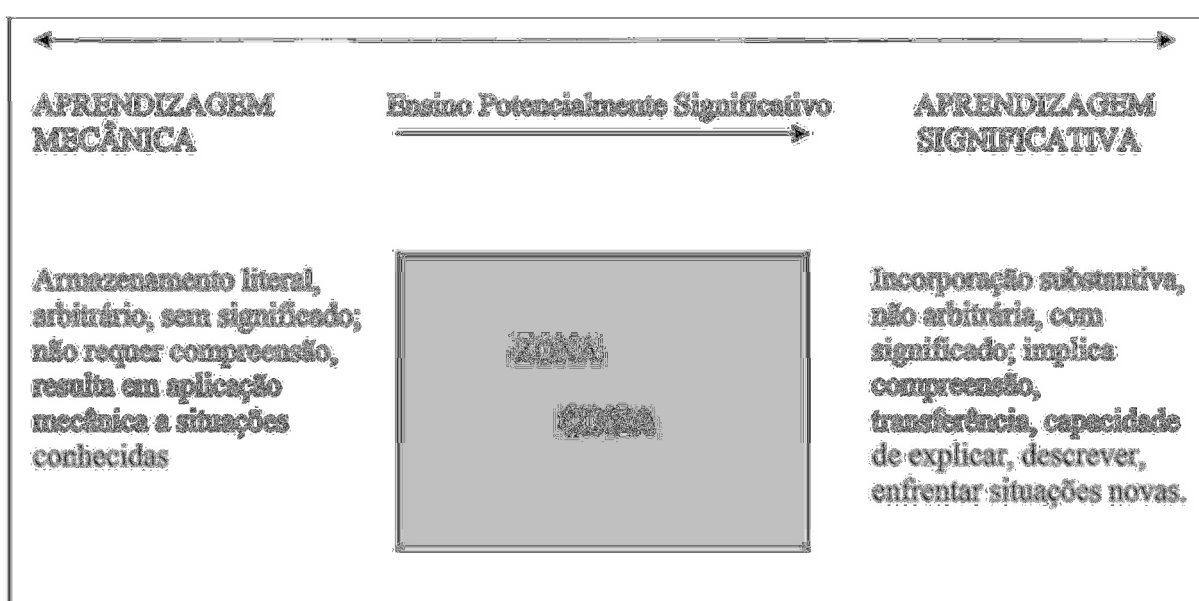 APRENDIZAGEM
MECÂNICA
Ensino Potencialmente Significativo
APRENDIZAGEM
SIGNIFICATIVA
Armazenamento literal,
arbitrário, sem significado;
não requer compreensão,
resulta em aplicação
mecânica a situações
conhecidas
ZONA
CINZA
Incorporação substantiva,
não arbitrária, com
significado; implica
compreensão,
transferência, capacidade
de explicar, descrever,
enfrentar situações novas.